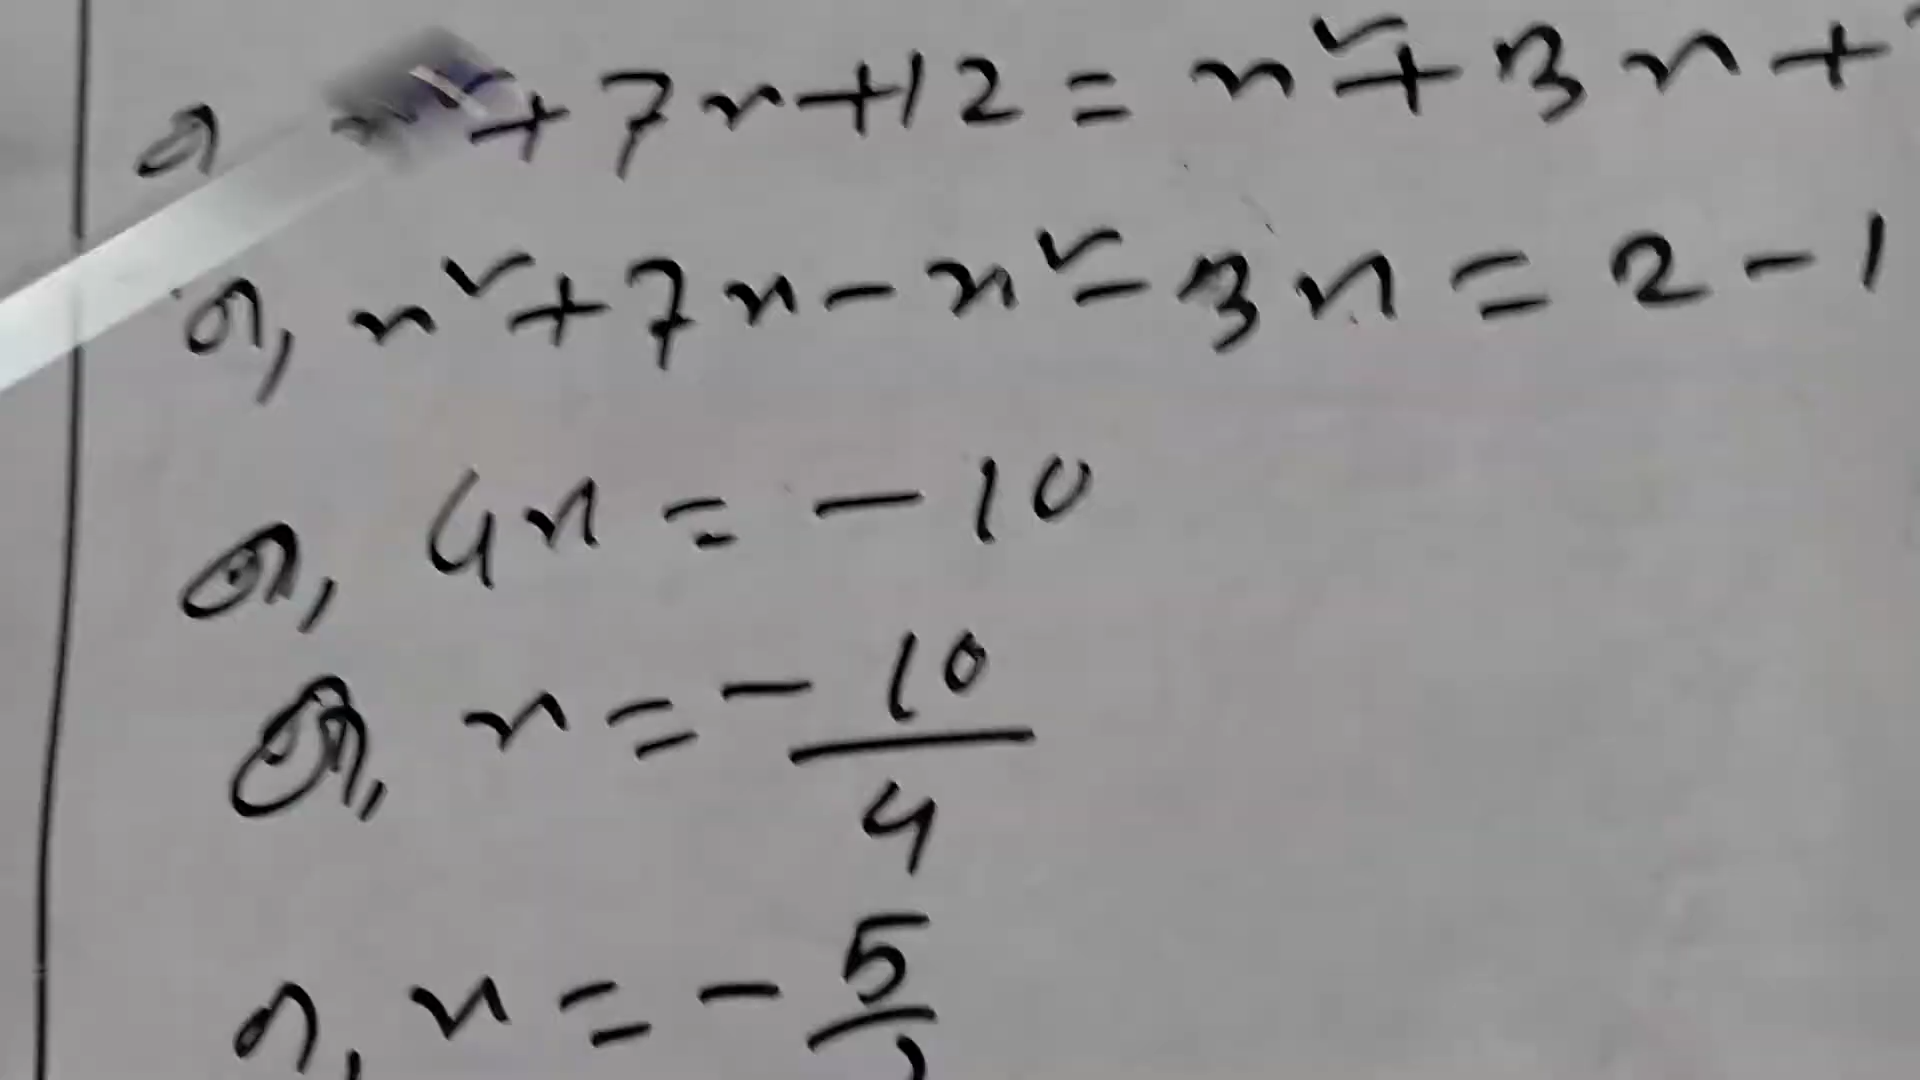 বা x² + 7x + 12 = x² + 3x +
বা, x² + 7x - x² - 3x = 2 - 1
বা, 4x = - 10
বা, x = - 10/4
বা, x = - 5/